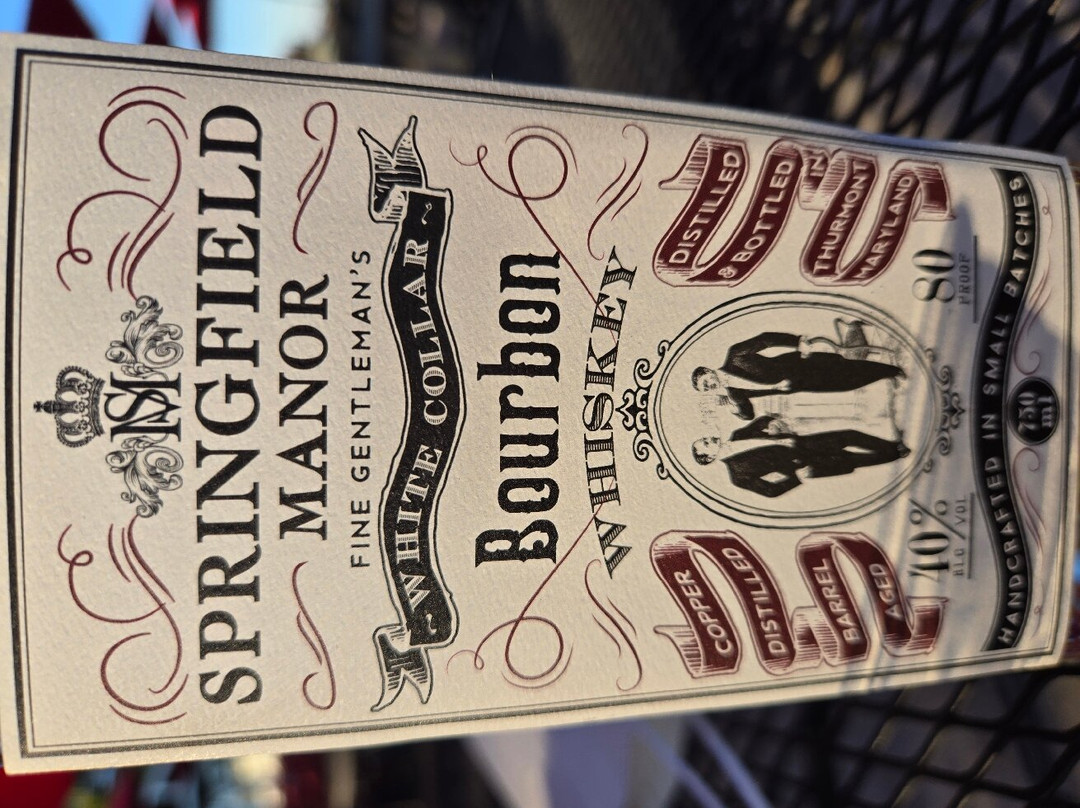 SM
SPRINGFIELD
MANOR
FINE GENTLEMAN'S
WHITE COLLAR
Bourbon
WHISKEY
COPPER
DISTILLED
BARREL
AGED
DISTILLED
& BOTTLED
IN
THURMONT
MARYLAND
40%
ALC/VOL
80
PROOF
HANDCRAFTED IN SMALL BATCHES
750
ml